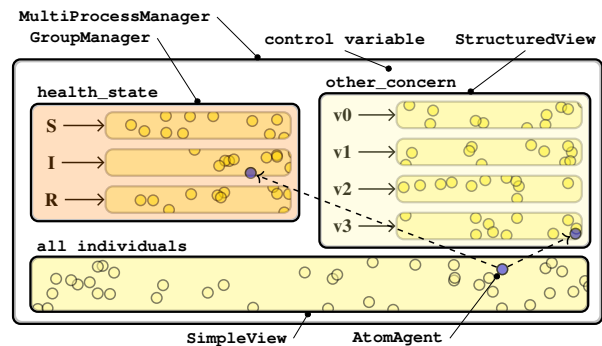 MultiProcessManager
GroupManager
control variable
StructuredView
health_state
other_concern
S
I
R
v0
v1
v2
v3
all individuals
SimpleView
AtomAgent